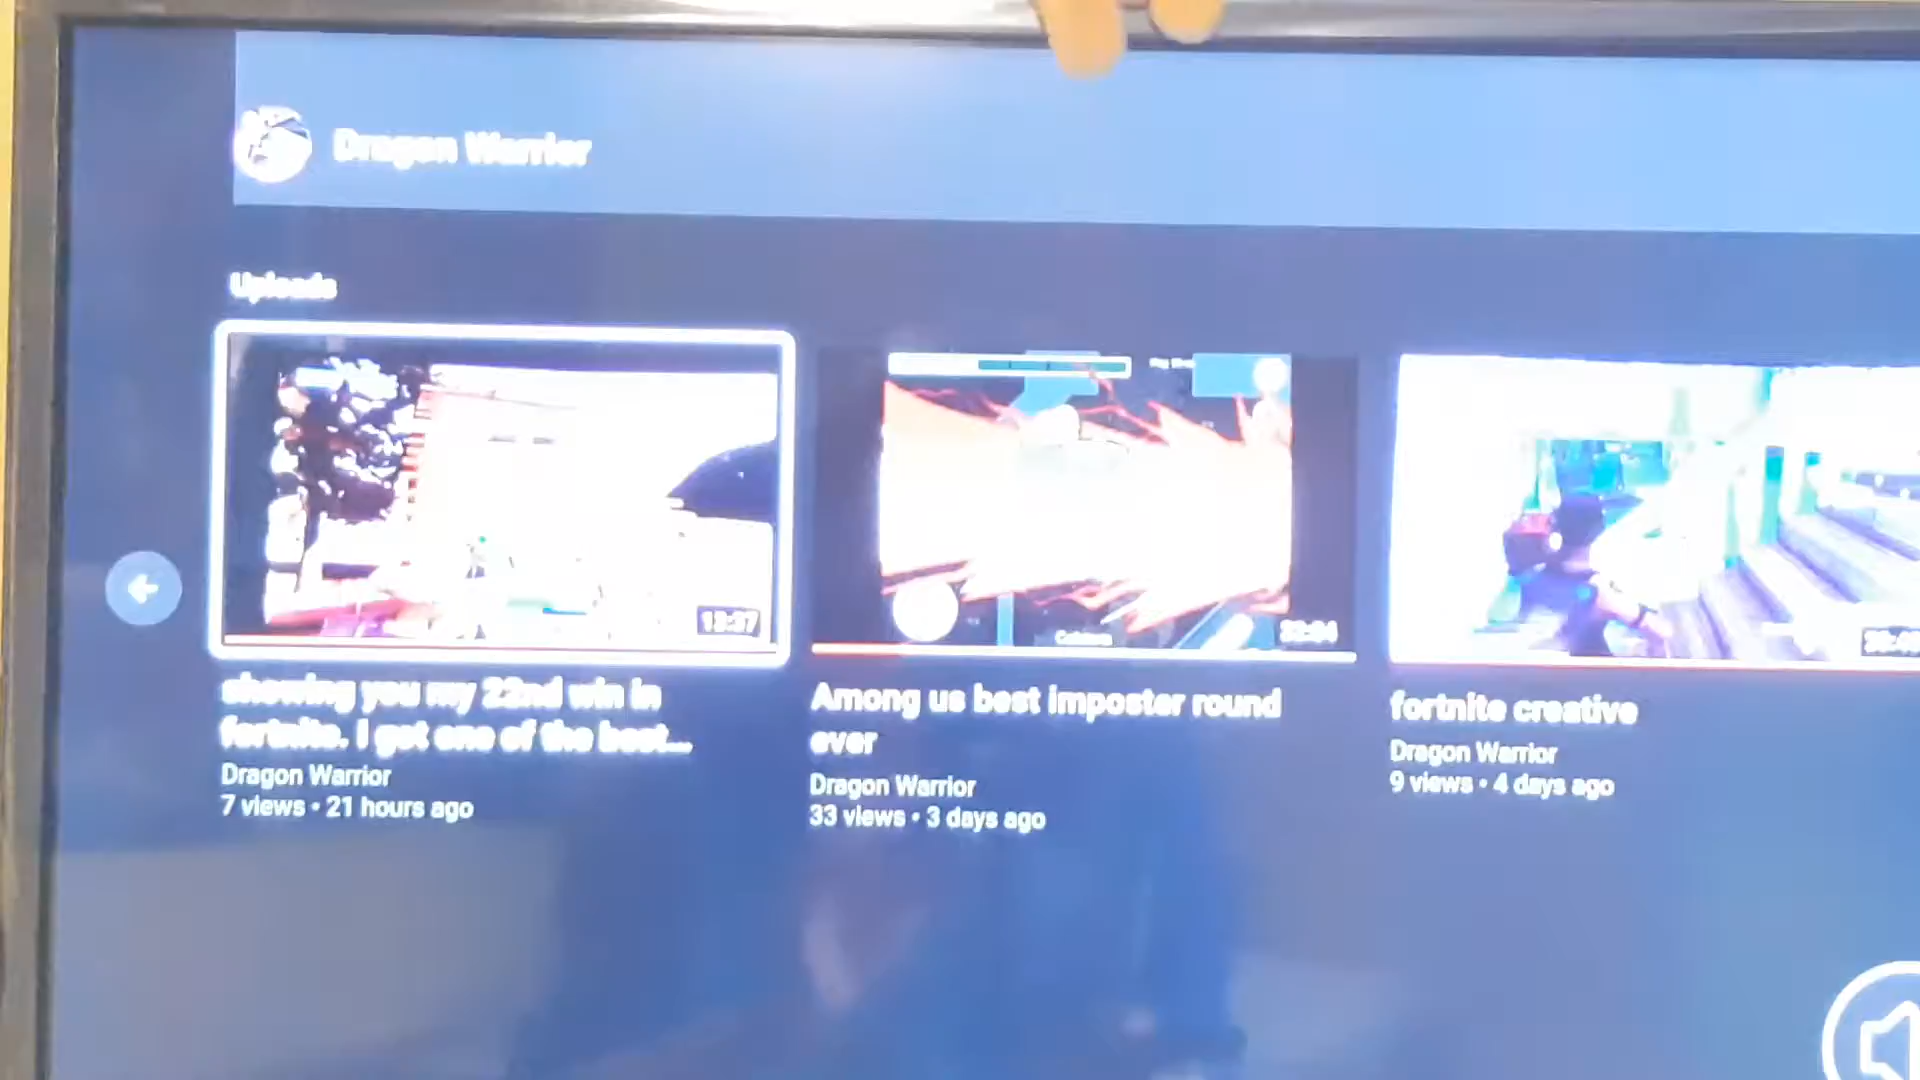 Dragon Warrior
Uploads
showing you my 22nd win in
fortnite. I got one of the best...
Dragon Warrior
7 views • 21 hours ago
Among us best imposter round
ever
Dragon Warrior
33 views • 3 days ago
fortnite creative
Dragon Warrior
9 views • 4 days ago